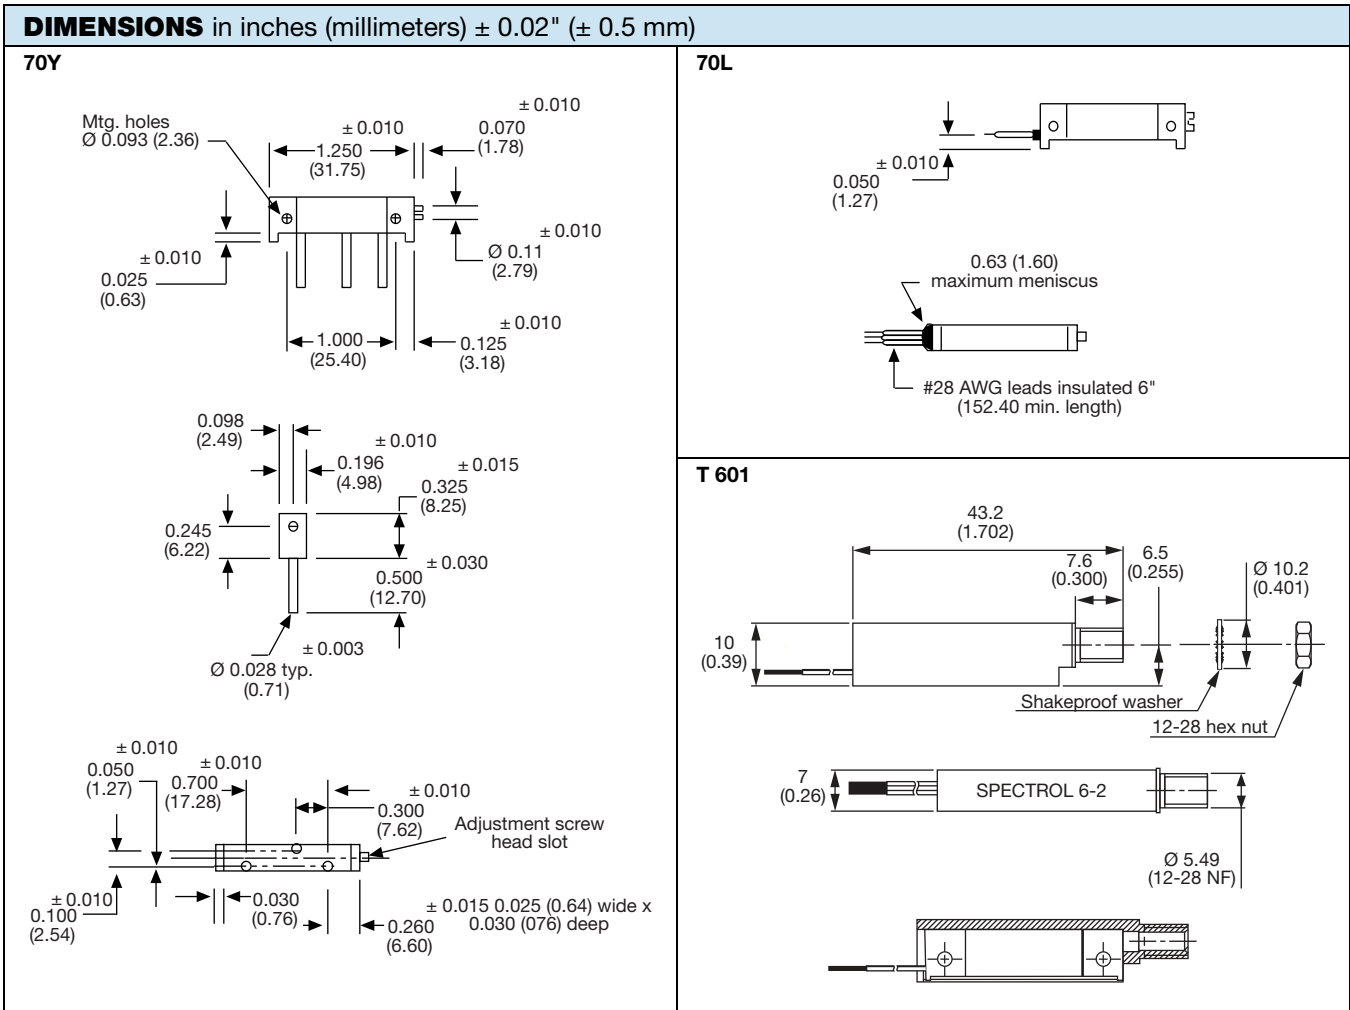 DIMENSIONS in inches (millimeters) ± 0.02" (± 0.5 mm)
70Y
Mtg. holes
Ø 0.093 (2.36)
± 0.010
1.250
(31.75)
± 0.010
0.070
(1.78)
± 0.010
0.025
(0.63)
± 0.010
Ø 0.11
(2.79)
1.000
(25.40)
± 0.010
0.125
(3.18)
0.098
(2.49)
± 0.010
0.196
(4.98)
± 0.015
0.325
(8.25)
0.245
(6.22)
± 0.030
0.500
(12.70)
± 0.003
Ø 0.028 typ.
(0.71)
± 0.010
0.050
(1.27)
± 0.010
0.700
(17.28)
± 0.010
0.300
(7.62)
Adjustment screw
head slot
± 0.010
0.100
(2.54)
0.030
(0.76)
0.260
(6.60)
± 0.015 0.025 (0.64) wide x
0.030 (076) deep
70L
± 0.010
0.050
(1.27)
0.63 (1.60)
maximum meniscus
#28 AWG leads insulated 6"
(152.40 min. length)
T 601
43.2
(1.702)
7.6
(0.300)
6.5
(0.255)
Ø 10.2
(0.401)
10
(0.39)
Shakeproof washer
12-28 hex nut
7
(0.26)
SPECTROL 6-2
Ø 5.49
(12-28 NF)